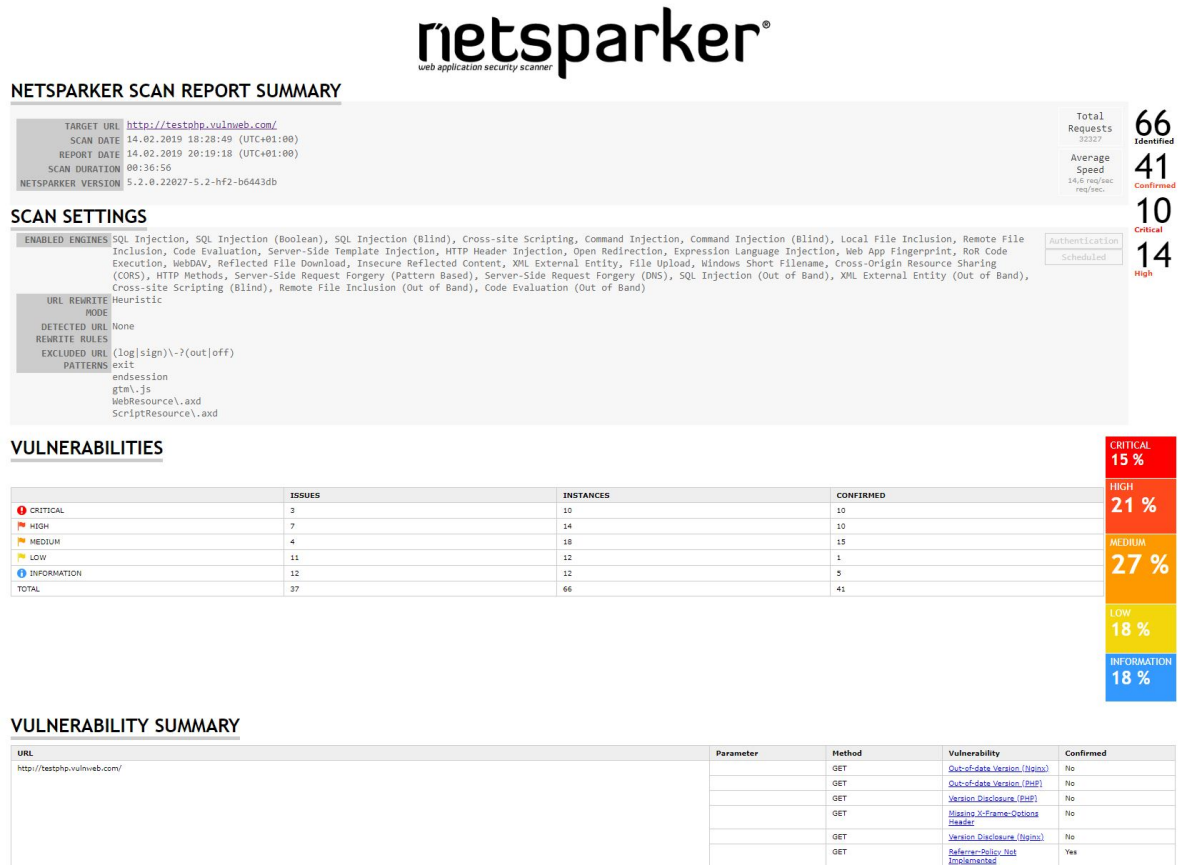 netsparker®
web application security scanner
NETSPARKER SCAN REPORT SUMMARY
TARGET URL http://testphp.vulnweb.com/
SCAN DATE 14.02.2019 18:28:49 (UTC+01:00)
REPORT DATE 14.02.2019 20:19:18 (UTC+01:00)
SCAN DURATION 00:36:56
NETSPARKER VERSION 5.2.0.22027-5.2-hf2-b6443db
Total
Requests
32327
Average
Speed
14,6 req/sec
req/sec.
66
Identified
41
Confirmed
10
Critical
14
High
SCAN SETTINGS
ENABLED ENGINES SQL Injection, SQL Injection (Boolean), SQL Injection (Blind), Cross-site Scripting, Command Injection, Command Injection (Blind), Local File Inclusion, Remote File
Inclusion, Code Evaluation, Server-Side Template Injection, HTTP Header Injection, Open Redirection, Expression Language Injection, Web App Fingerprint, RoR Code
Execution, WebDAV, Reflected File Download, Insecure Reflected Content, XML External Entity, File Upload, Windows Short Filename, Cross-Origin Resource Sharing
(CORS), HTTP Methods, Server-Side Request Forgery (Pattern Based), Server-Side Request Forgery (DNS), SQL Injection (Out of Band), XML External Entity (Out of Band),
Cross-site Scripting (Blind), Remote File Inclusion (Out of Band), Code Evaluation (Out of Band)
Authentication
Scheduled
URL REWRITE Heuristic
MODE
DETECTED URL None
REWRITE RULES
EXCLUDED URL (log|sign)\-?(out|off)
PATTERNS exit
endsession
gtm\.js
WebResource\.axd
ScriptResource\.axd
VULNERABILITIES
ISSUES INSTANCES CONFIRMED
CRITICAL 3 10 10
HIGH 7 14 10
MEDIUM 4 18 15
LOW 11 12 1
INFORMATION 12 12 5
TOTAL 37 66 41
CRITICAL
15 %
HIGH
21 %
MEDIUM
27 %
LOW
18 %
INFORMATION
18 %
VULNERABILITY SUMMARY
URL Parameter Method Vulnerability Confirmed
http://testphp.vulnweb.com/ GET Out-of-date Version (Nginx) No
GET Out-of-date Version (PHP) No
GET Version Disclosure (PHP) No
GET Missing X-Frame-Options No
Header
GET Version Disclosure (Nginx) No
GET Referrer-Policy Not Yes
Implemented